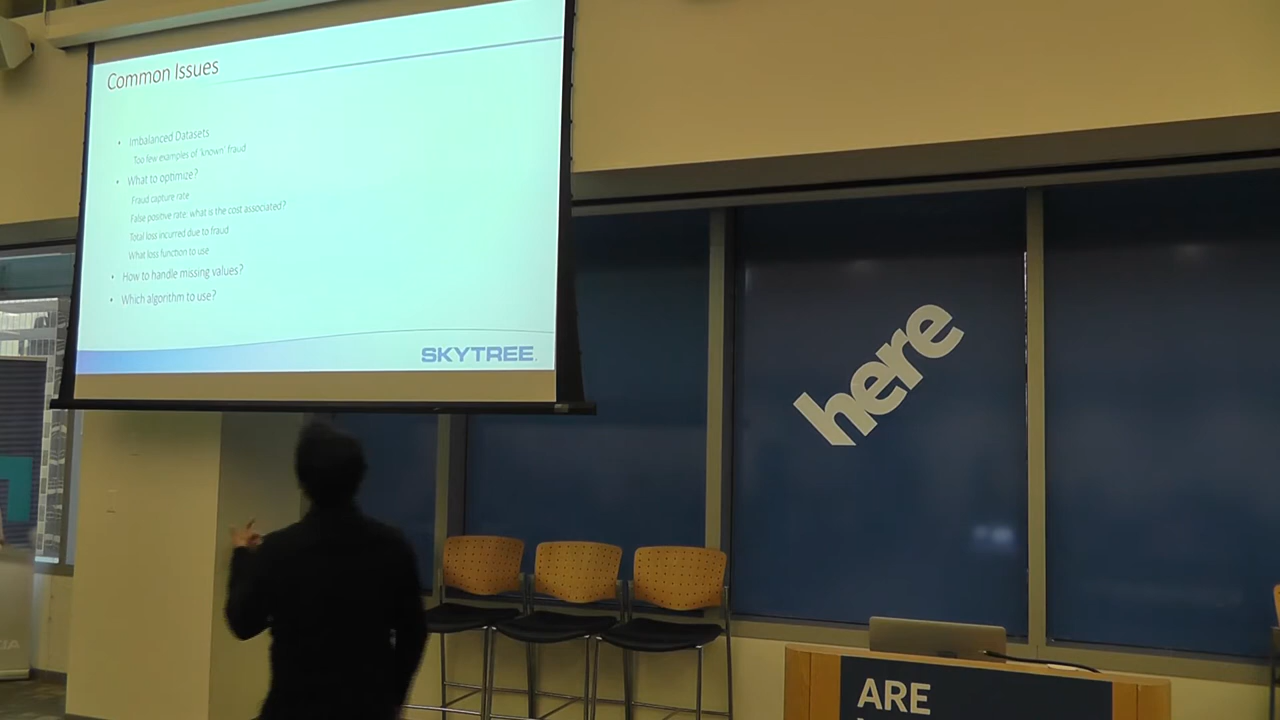 Common Issues
• Imbalanced Datasets
Too few examples of 'known' fraud
• What to optimize?
Fraud capture rate
False positive rate: what is the cost associated?
Total loss incurred due to fraud
What loss function to use
• How to handle missing values?
• Which algorithm to use?
SKYTREE
here
ARE